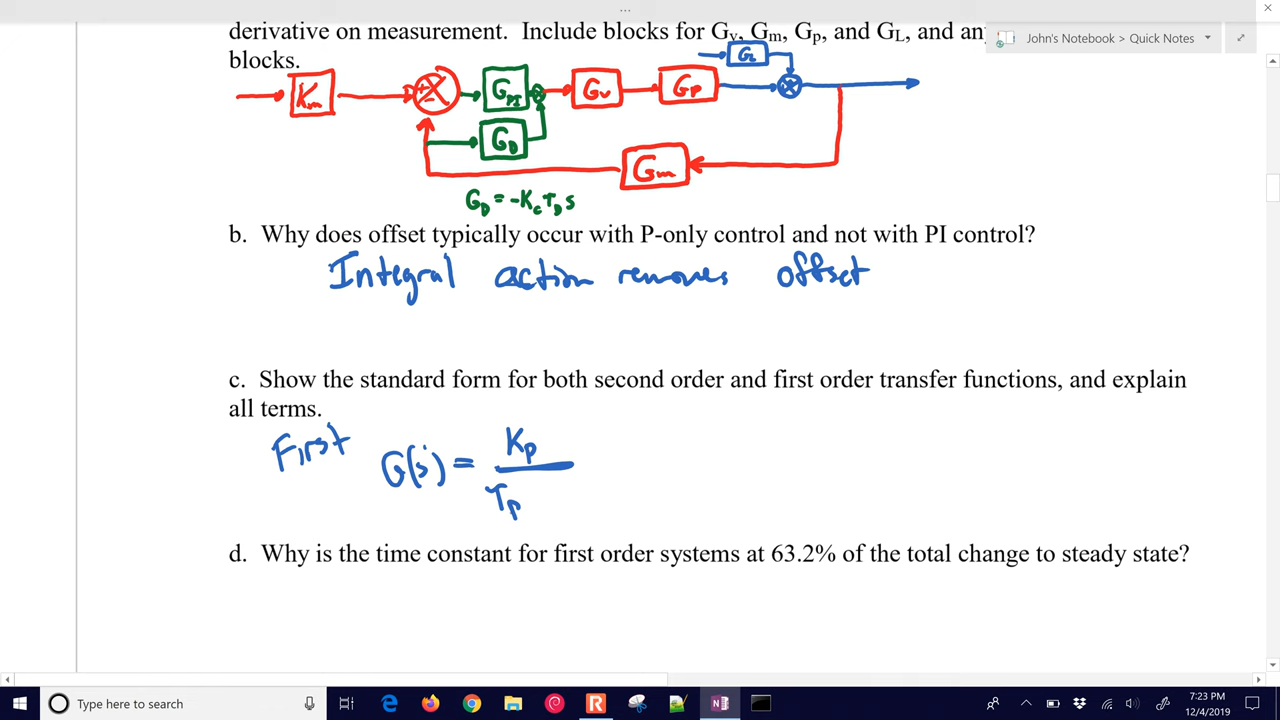 derivative on measurement. Include blocks for Gv, Gm, Gp, and GL, and any
John's Notebook > Quick Notes
blocks.
Km
+
-
GPI
Gv
Gp
GL
GD
Gm
GD = -Kc τD s
b. Why does offset typically occur with P-only control and not with PI control?
Integral action removes offset
c. Show the standard form for both second order and first order transfer functions, and explain
all terms.
First G(s) = Kp
τp
d. Why is the time constant for first order systems at 63.2% of the total change to steady state?
Type here to search
7:23 PM
12/4/2019